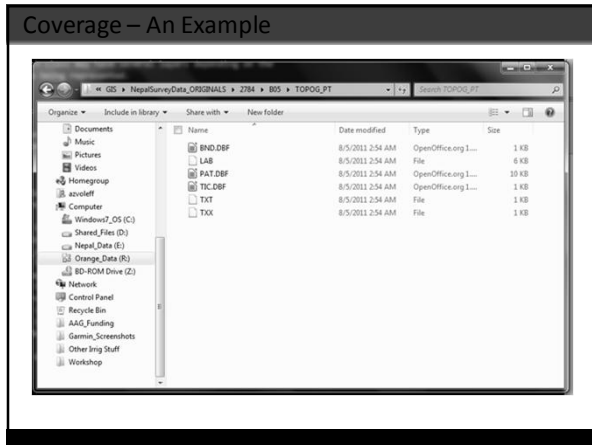 Coverage – An Example
« GIS ▸ NepalSurveyData_ORIGINALS ▸ 2784 ▸ B05 ▸ TOPOG_PT
Search TOPOG_PT
Organize Include in library Share with New folder
Documents
Music
Pictures
Videos
Homegroup
azvoleff
Computer
Windows7_OS (C:)
Shared_Files (D:)
Nepal_Data (E:)
Orange_Data (R:)
BD-ROM Drive (Z:)
Network
Control Panel
Recycle Bin
AAG_Funding
Garmin_Screenshots
Other Irrig Stuff
Workshop
Name Date modified Type Size
BND.DBF 8/5/2011 2:54 AM OpenOffice.org 1.... 1 KB
LAB 8/5/2011 2:54 AM File 6 KB
PAT.DBF 8/5/2011 2:54 AM OpenOffice.org 1.... 10 KB
TIC.DBF 8/5/2011 2:54 AM OpenOffice.org 1.... 1 KB
TXT 8/5/2011 2:54 AM File 1 KB
TXX 8/5/2011 2:54 AM File 1 KB